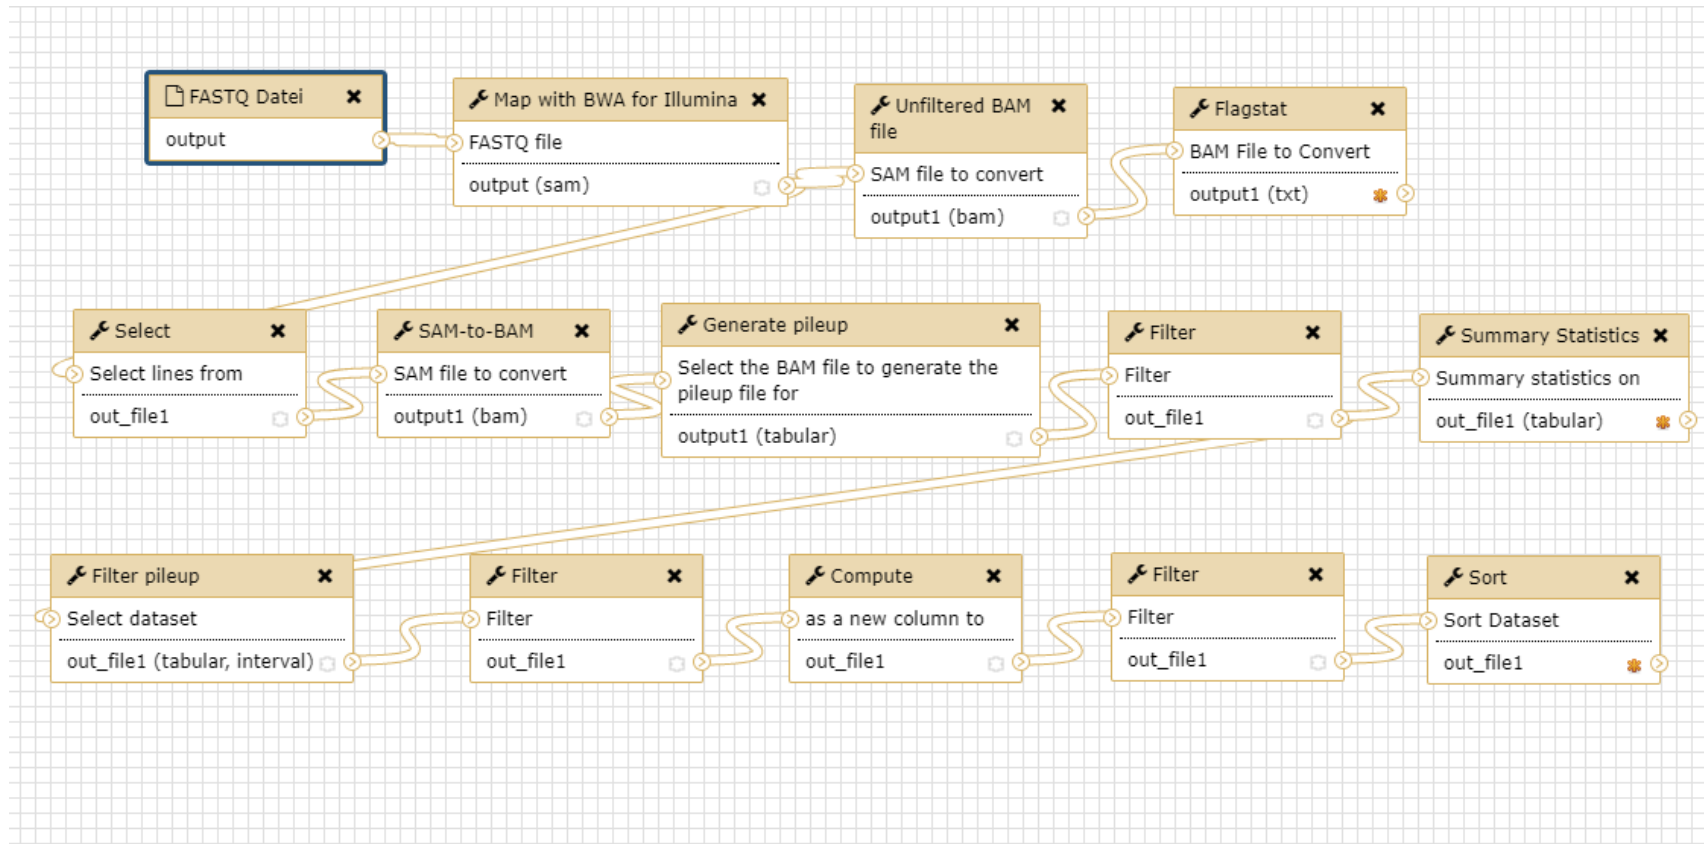 FASTQ Datei
output
Map with BWA for Illumina
FASTQ file
output (sam)
Unfiltered BAM
file
SAM file to convert
output1 (bam)
Flagstat
BAM File to Convert
output1 (txt)
Select
Select lines from
out_file1
SAM-to-BAM
SAM file to convert
output1 (bam)
Generate pileup
Select the BAM file to generate the
pileup file for
output1 (tabular)
Filter
Filter
out_file1
Summary Statistics
Summary statistics on
out_file1 (tabular)
Filter pileup
Select dataset
out_file1 (tabular, interval)
Filter
Filter
out_file1
Compute
as a new column to
out_file1
Filter
Filter
out_file1
Sort
Sort Dataset
out_file1